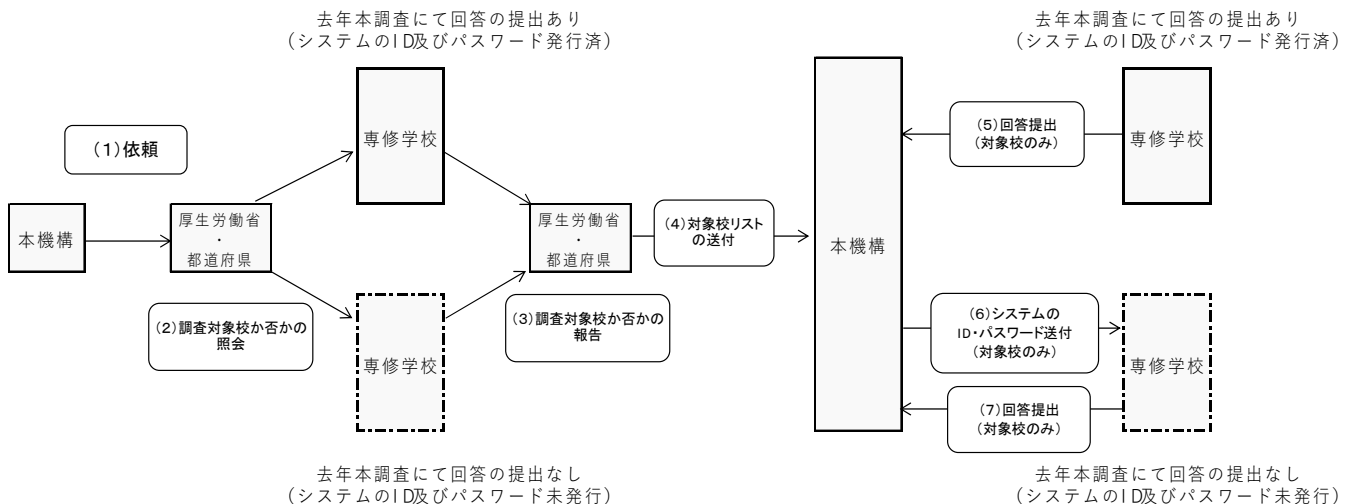 去年本調査にて回答の提出あり
（システムのID及びパスワード発行済）
去年本調査にて回答の提出あり
（システムのID及びパスワード発行済）
（1）依頼
専修学校
（5）回答提出
（対象校のみ）
専修学校
本機構
厚生労働省
・
都道府県
厚生労働省
・
都道府県
（4）対象校リスト
の送付
本機構
（2）調査対象校か否かの
照会
専修学校
（3）調査対象校か否かの
報告
（6）システムの
ID・パスワード送付
（対象校のみ）
専修学校
（7）回答提出
（対象校のみ）
去年本調査にて回答の提出なし
（システムのID及びパスワード未発行）
去年本調査にて回答の提出なし
（システムのID及びパスワード未発行）